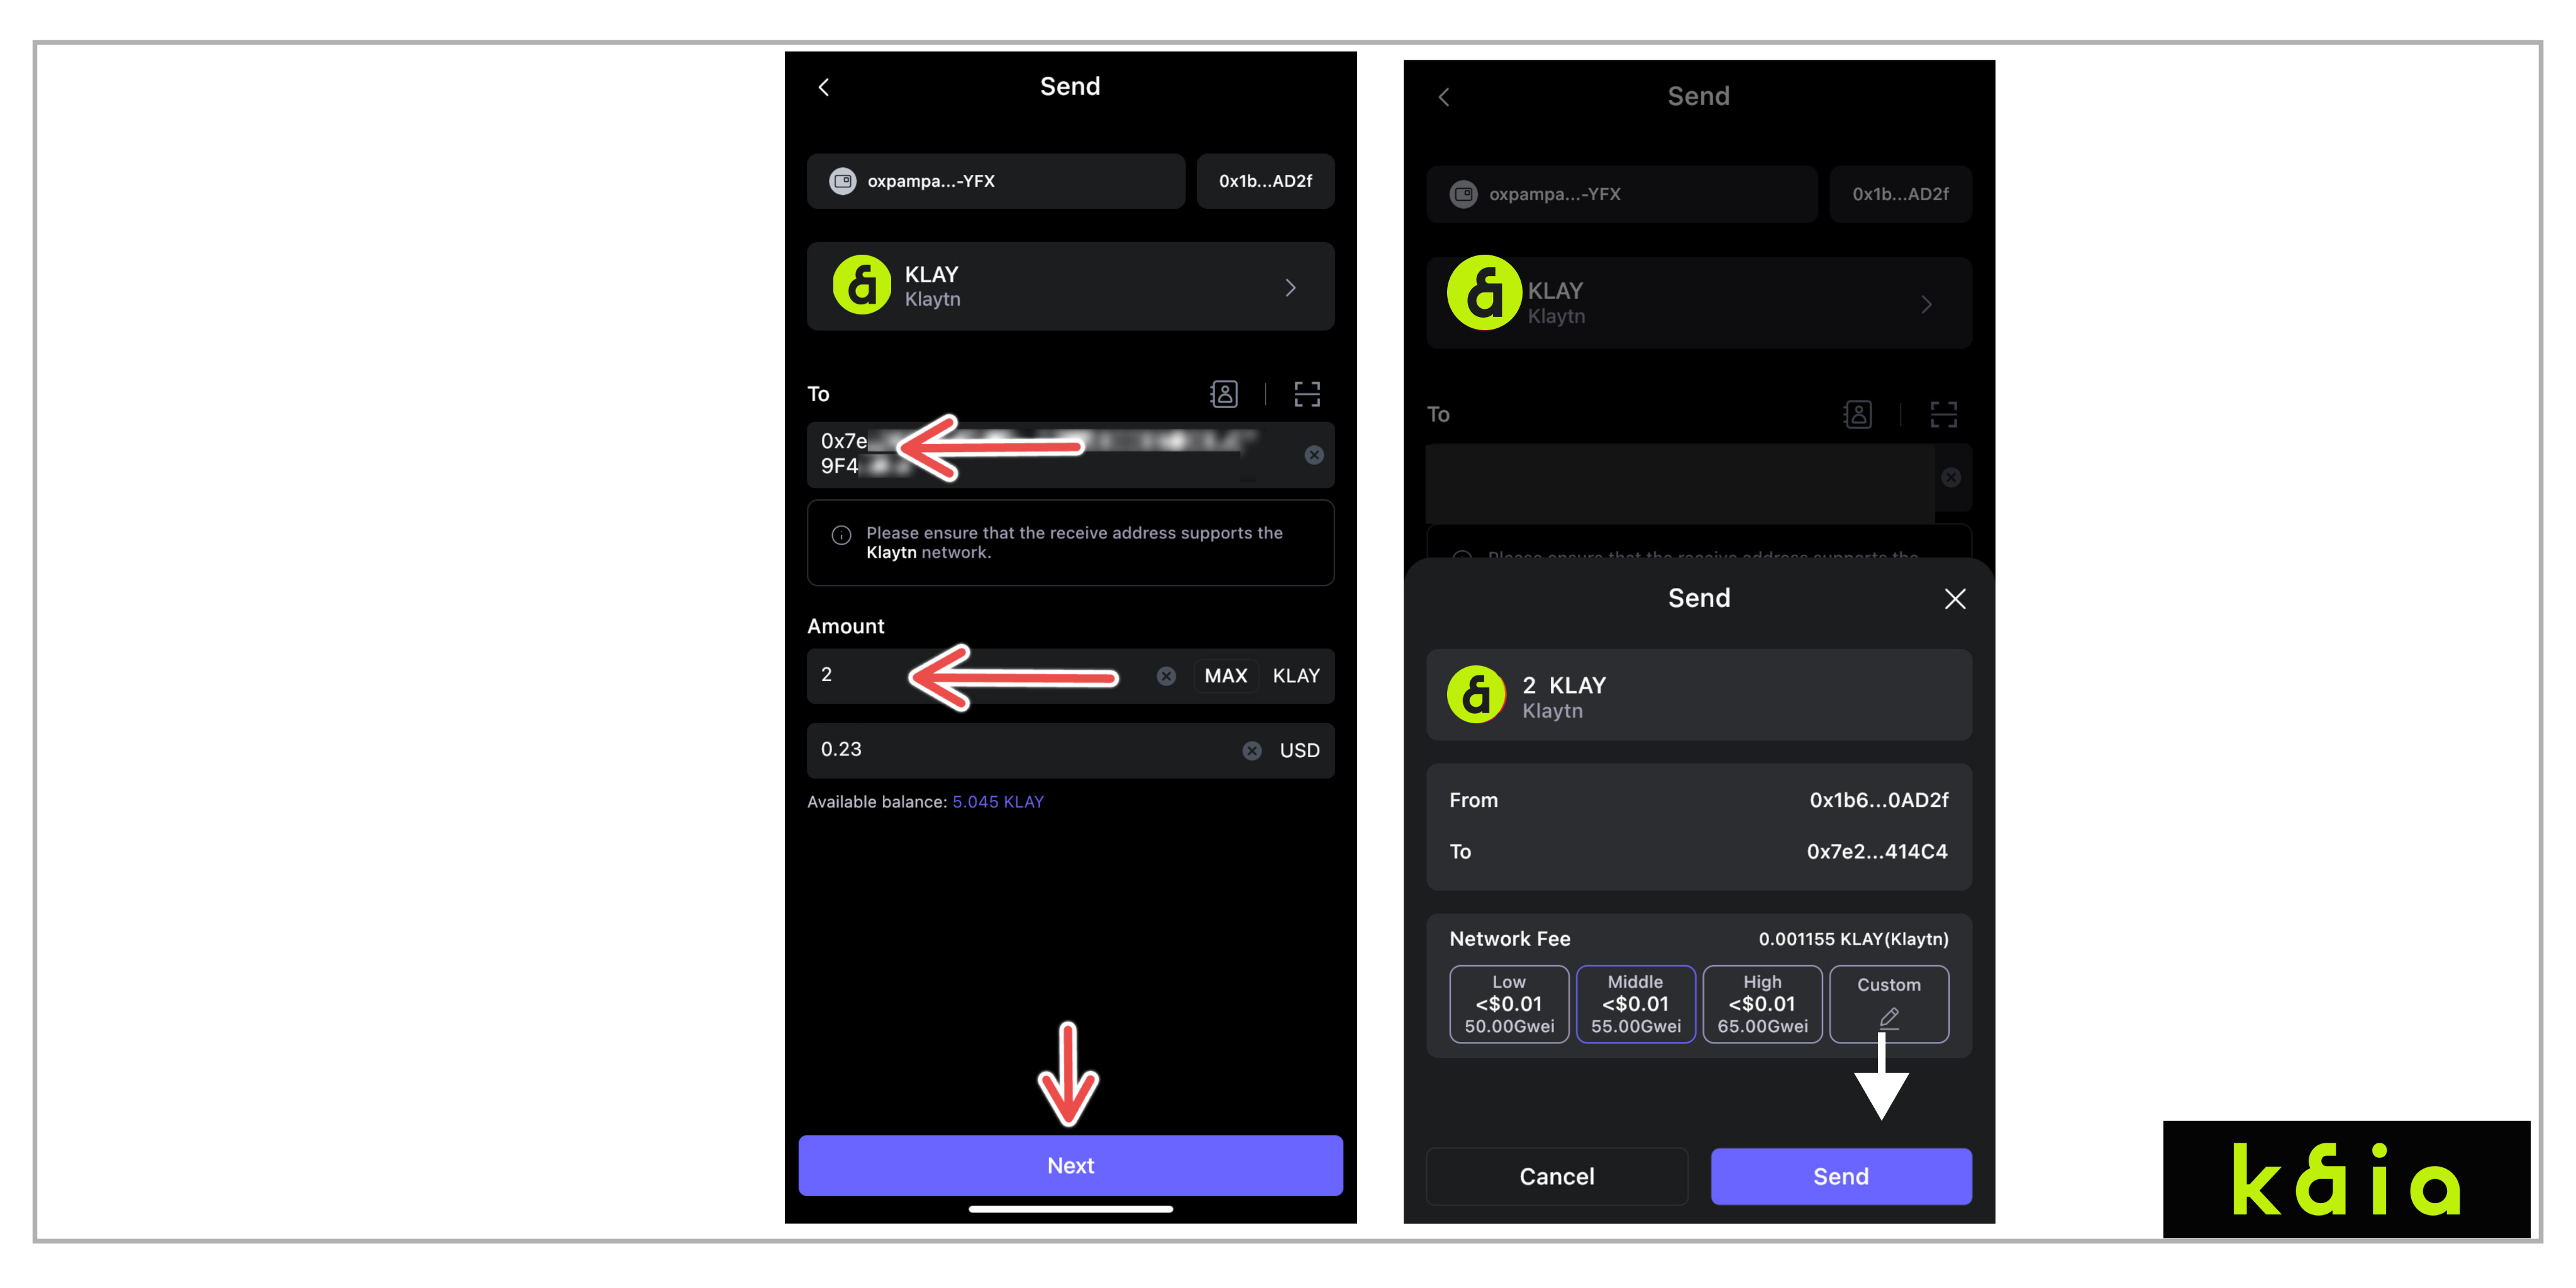 Send
oxpampa...-YFX
0x1b...AD2f
KLAY
Klaytn
To
0x7e
9F4
Please ensure that the receive address supports the
Klaytn network.
Amount
2
MAX
KLAY
0.23
USD
Available balance: 5.045 KLAY
Next
Send
oxpampa...-YFX
0x1b...AD2f
KLAY
Klaytn
To
Please ensure that the receive address supports the
Send
2 KLAY
Klaytn
From
0x1b6...0AD2f
To
0x7e2...414C4
Network Fee
0.001155 KLAY(Klaytn)
Low
<$0.01
50.00Gwei
Middle
<$0.01
55.00Gwei
High
<$0.01
65.00Gwei
Custom
Cancel
Send
k&ia